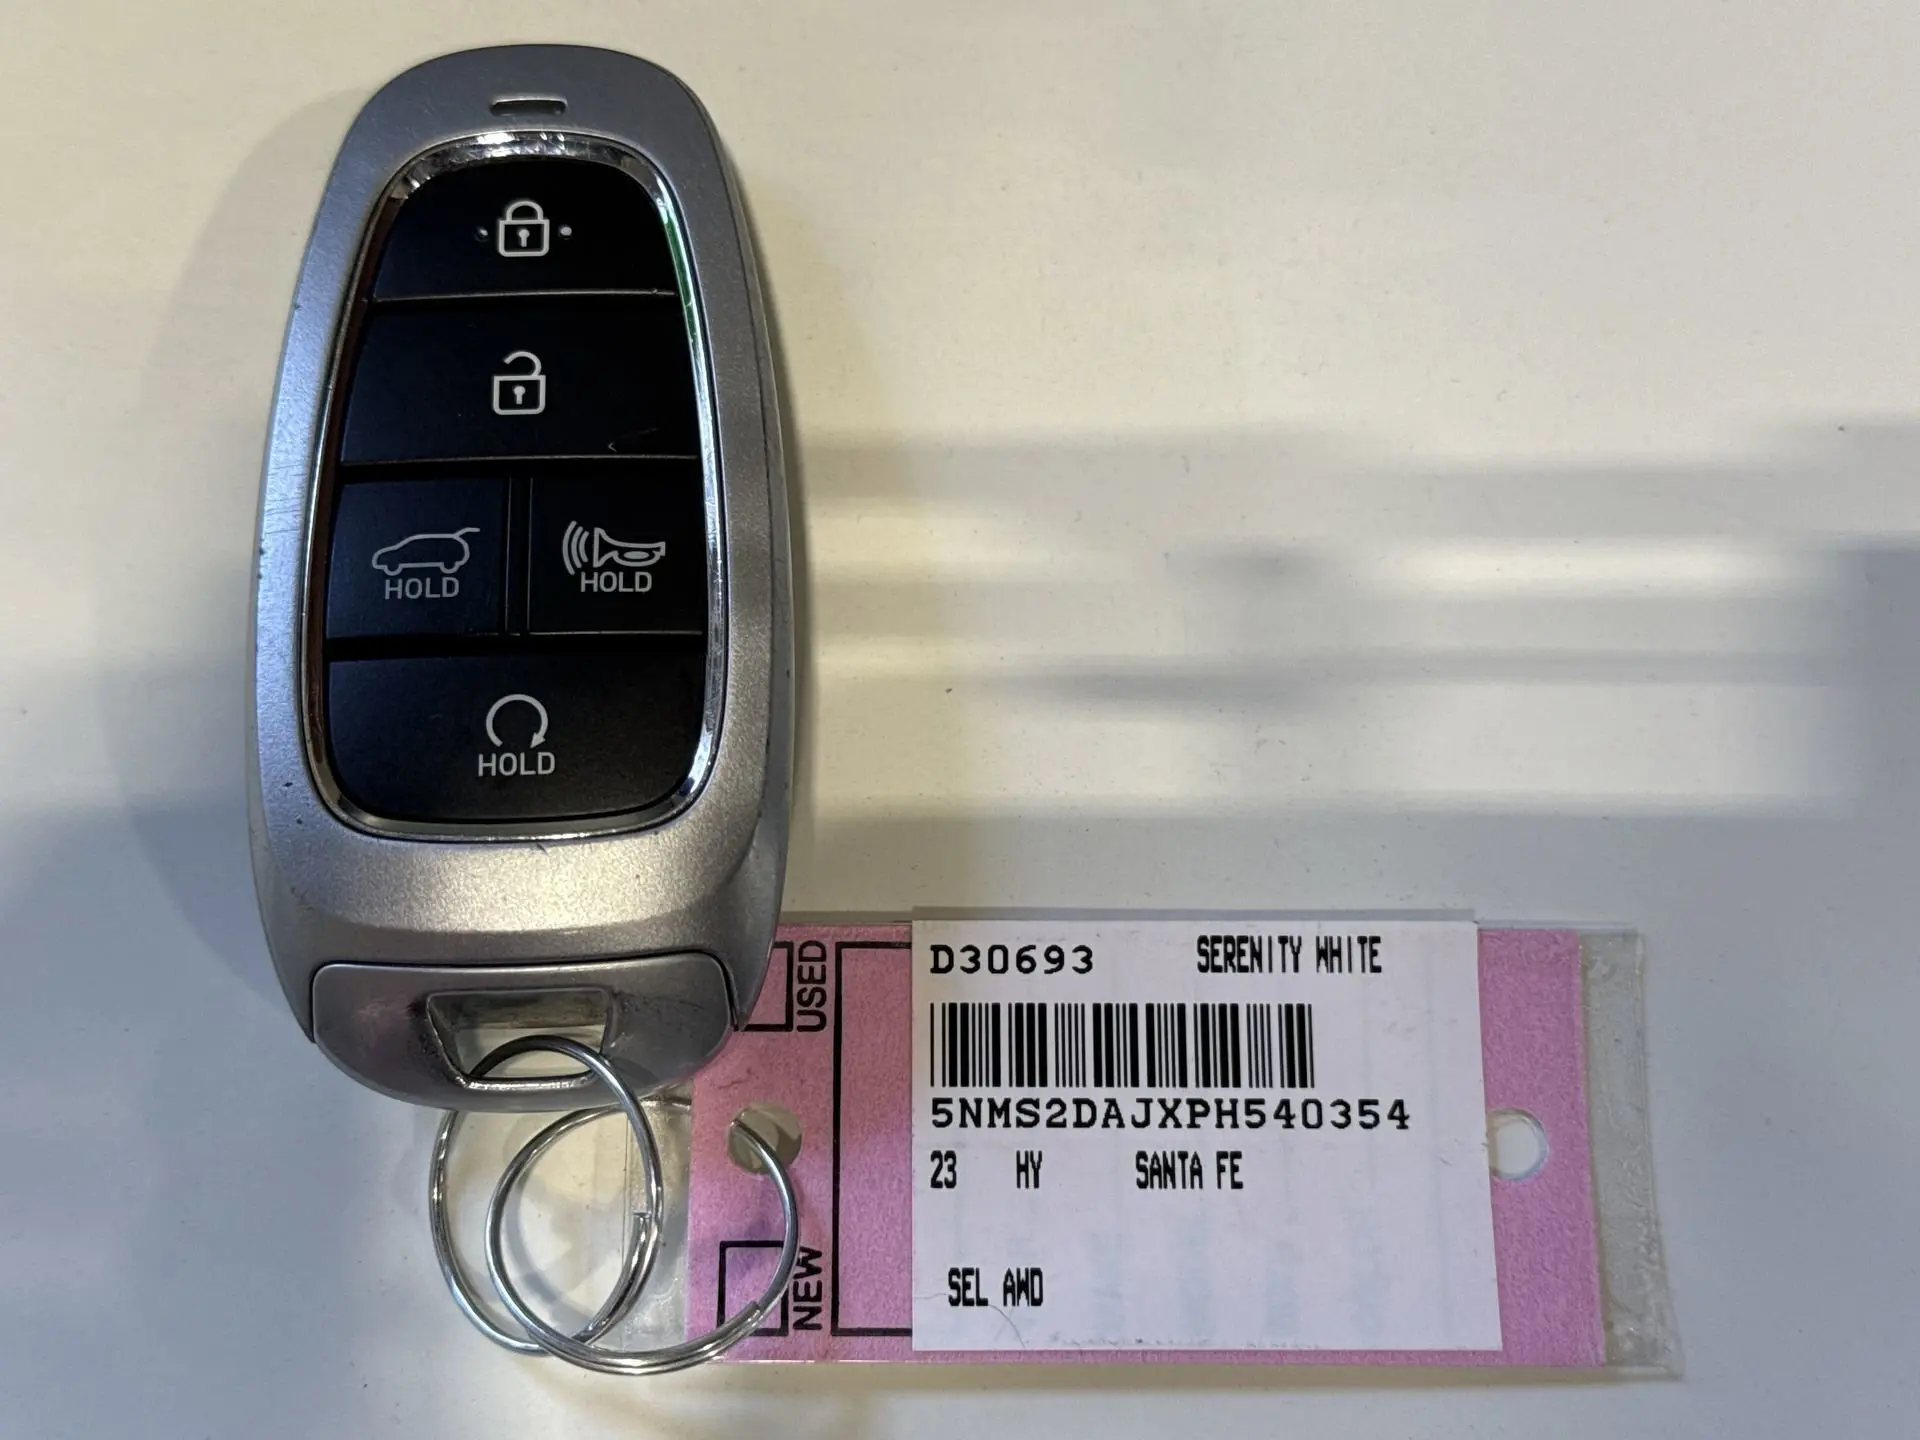 HOLD
HOLD
HOLD
USED
NEW
D30693 SERENITY WHITE
5NMS2DAJXPH540354
23 HY SANTA FE
SEL AWD